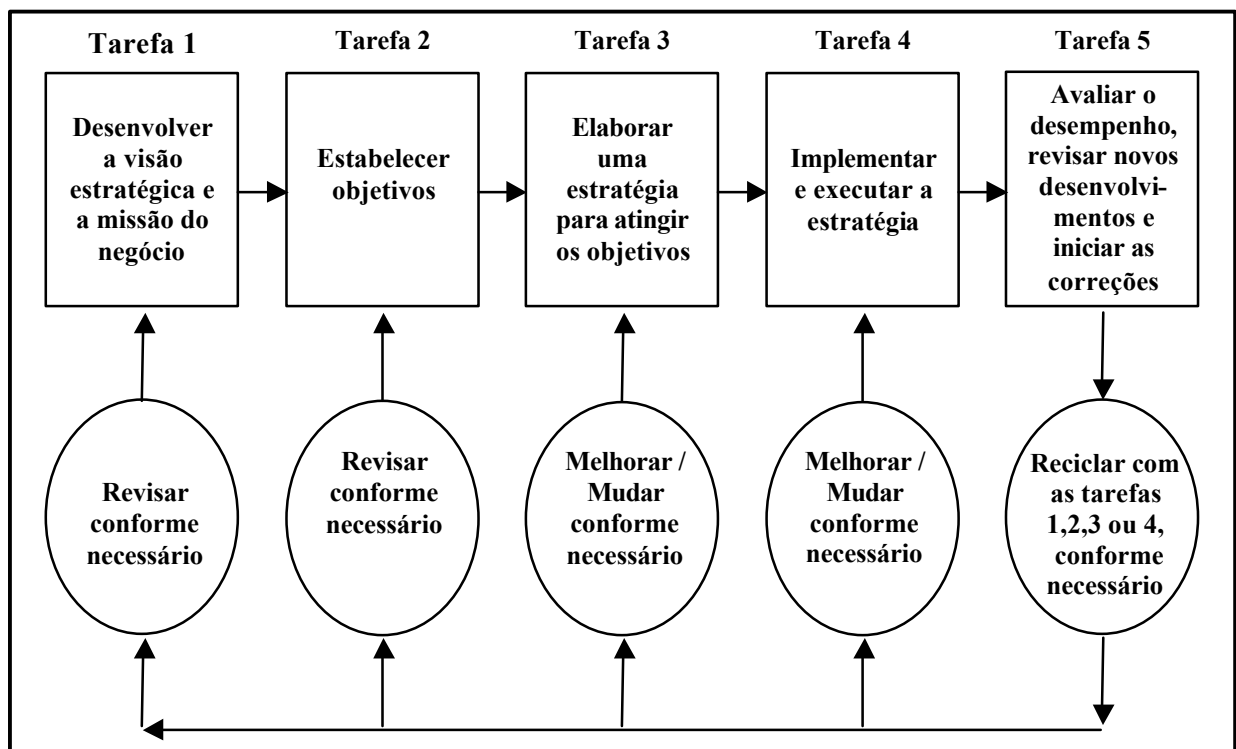 Tarefa 1
Tarefa 2
Tarefa 3
Tarefa 4
Tarefa 5
Desenvolver
a visão
estratégica e
a missão do
negócio
Estabelecer
objetivos
Elaborar
uma
estratégia
para atingir
os objetivos
Implementar
e executar a
estratégia
Avaliar o
desempenho,
revisar novos
desenvolvi-
mentos e
iniciar as
correções
Revisar
conforme
necessário
Revisar
conforme
necessário
Melhorar /
Mudar
conforme
necessário
Melhorar /
Mudar
conforme
necessário
Reciclar com
as tarefas
1,2,3 ou 4,
conforme
necessário